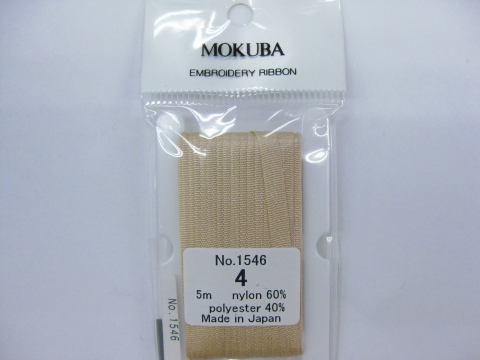 MOKUBA
EMBROIDERY RIBBON
No.1546
4
5m nylon 60%
polyester 40%
Made in Japan
No.1546